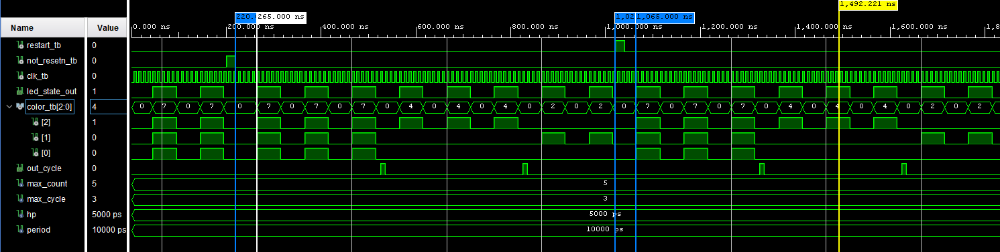 1,492.221 ns
220. 265.000 ns 1,02 1,065.000 ns
Name Value 0.000 ns 200.000 ns 400.000 ns 600.000 ns 800.000 ns 1,000.000 ns 1,200.000 ns 1,400.000 ns 1,600.000 ns 1,8
restart_tb 0
not_resetn_tb 0
clk_tb 0
led_state_out 1
color_tb[2:0] 4 0 7 0 7 0 7 0 7 0 7 0 4 0 4 0 4 0 2 0 2 0 7 0 7 0 7 0 4 0 4 0 4 0 2 0 2
[2] 1
[1] 0
[0] 0
out_cycle 0
max_count 5 5
max_cycle 3 3
hp 5000 ps 5000 ps
period 10000 ps 10000 ps